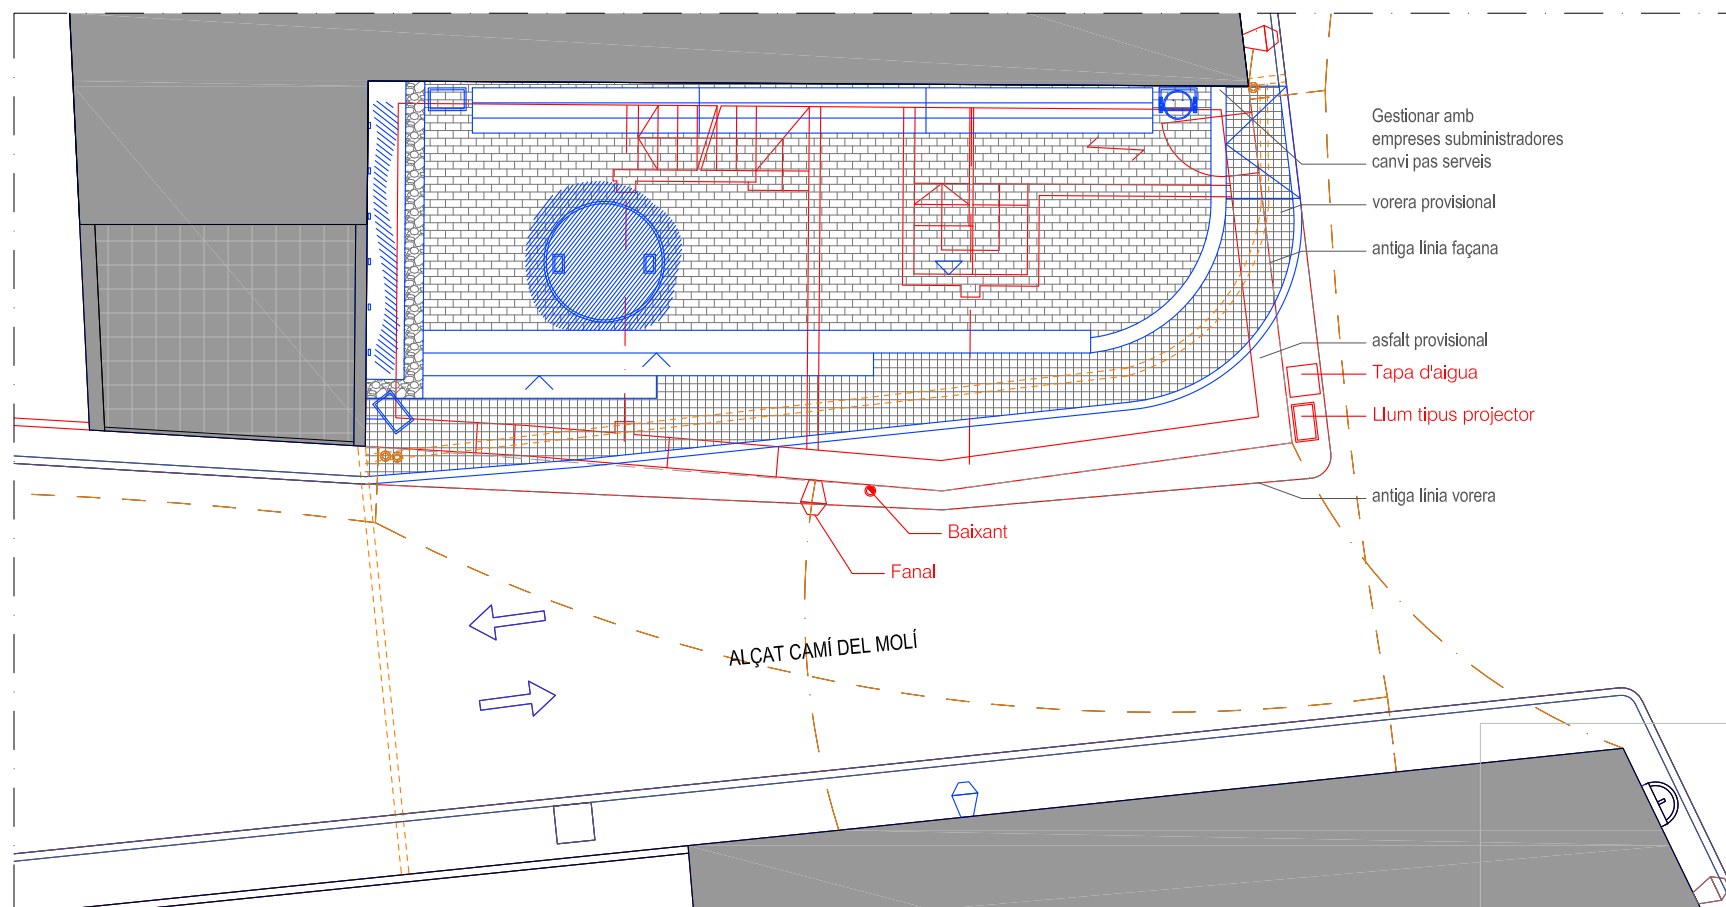 Gestionar amb
empreses subministradores
canvi pas serveis
vorera provisional
antiga línia façana
asfalt provisional
Tapa d'aigua
Llum tipus projector
antiga línia vorera
Baixant
Fanal
ALÇAT CAMÍ DEL MOLÍ